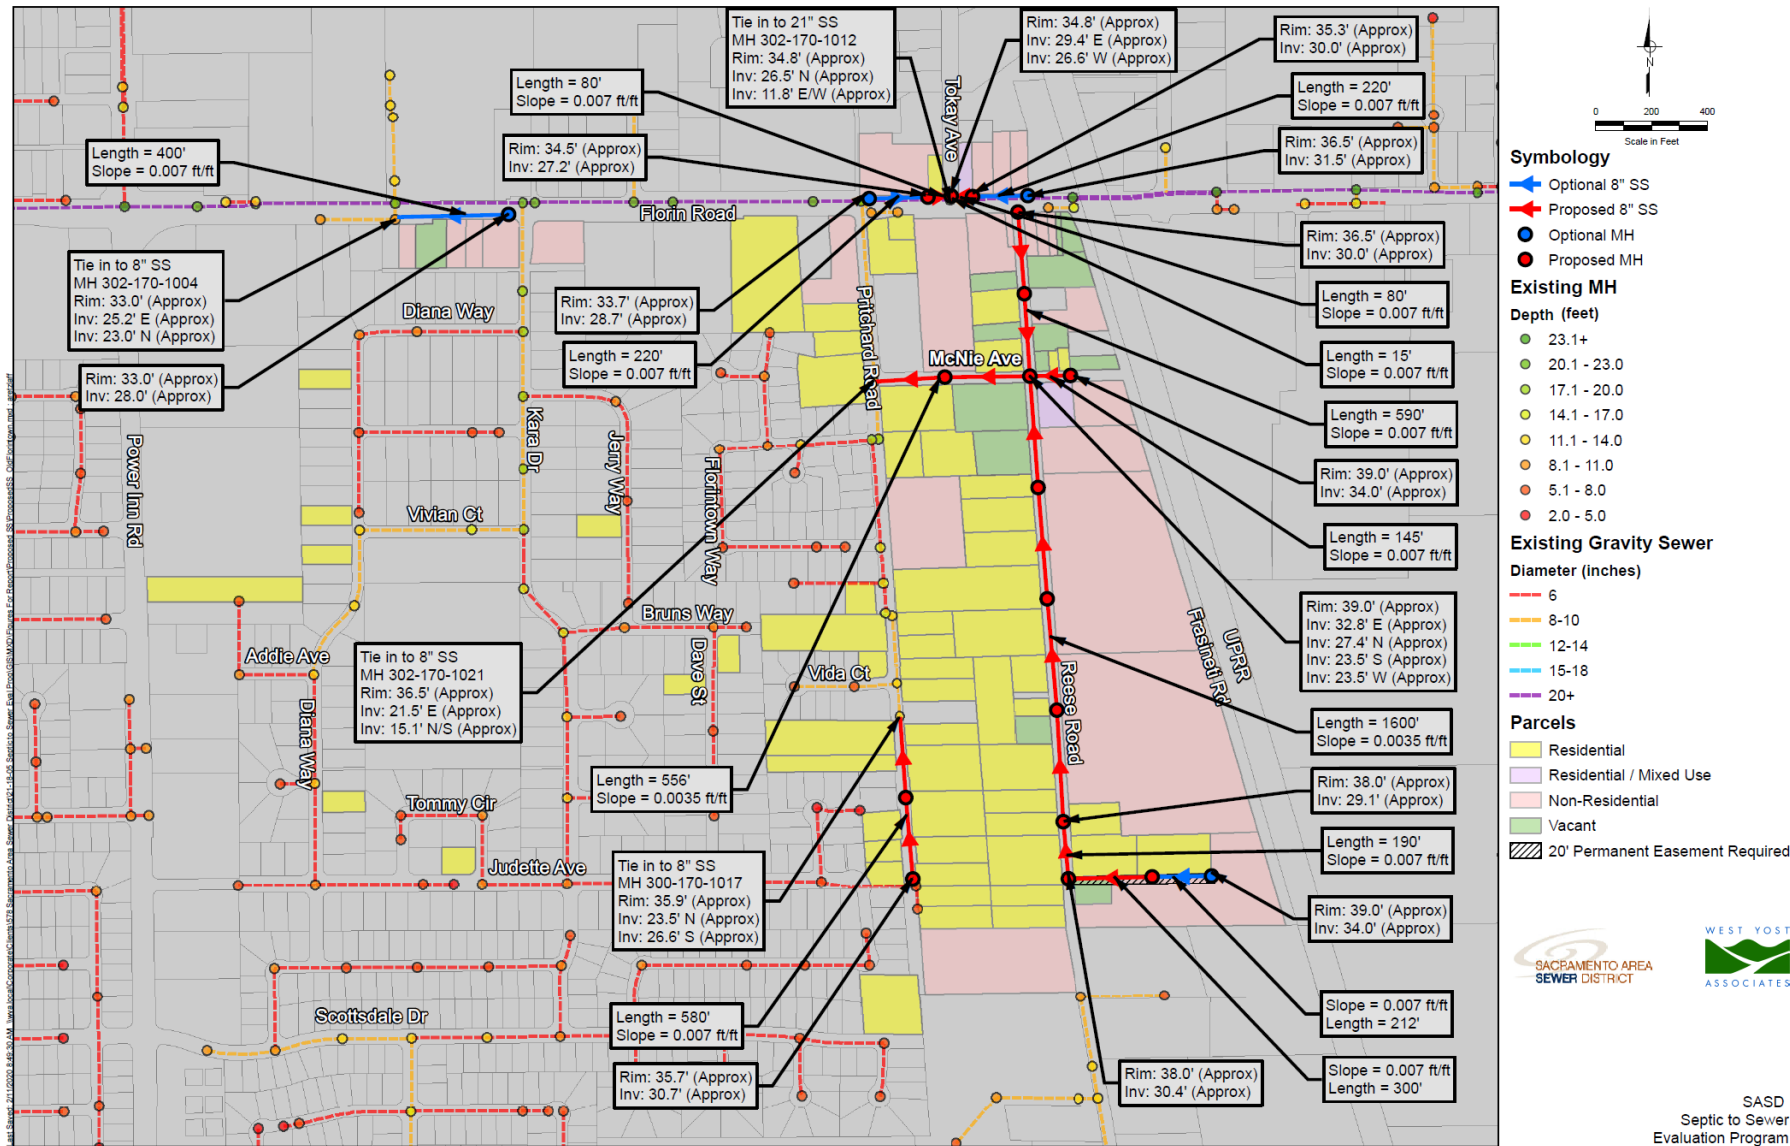 Tie in to 21" SS
MH 302-170-1012
Rim: 34.8' (Approx)
Inv: 26.5' N (Approx)
Inv: 11.8' E/W (Approx)
Rim: 34.8' (Approx)
Inv: 29.4' E (Approx)
Inv: 26.6' W (Approx)
Rim: 35.3' (Approx)
Inv: 30.0' (Approx)
Length = 80'
Slope = 0.007 ft/ft
Length = 220'
Slope = 0.007 ft/ft
Length = 400'
Slope = 0.007 ft/ft
Rim: 34.5' (Approx)
Inv: 27.2' (Approx)
Rim: 36.5' (Approx)
Inv: 31.5' (Approx)
Tokay Ave
Florin Road
Tie in to 8" SS
MH 302-170-1004
Rim: 33.0' (Approx)
Inv: 25.2' E (Approx)
Inv: 23.0' N (Approx)
Rim: 36.5' (Approx)
Inv: 30.0' (Approx)
Rim: 33.7' (Approx)
Inv: 28.7' (Approx)
Length = 80'
Slope = 0.007 ft/ft
Diana Way
Pritchard Road
Length = 220'
Slope = 0.007 ft/ft
McNie Ave
Length = 15'
Slope = 0.007 ft/ft
Rim: 33.0' (Approx)
Inv: 28.0' (Approx)
Length = 590'
Slope = 0.007 ft/ft
Power Inn Rd
Kara Dr
Jerry Way
Florintown Way
Rim: 39.0' (Approx)
Inv: 34.0' (Approx)
Vivian Ct
Length = 145'
Slope = 0.007 ft/ft
Bruns Way
Rim: 39.0' (Approx)
Inv: 32.8' E (Approx)
Inv: 27.4' N (Approx)
Inv: 23.5' S (Approx)
Inv: 23.5' W (Approx)
Frasineti Rd
UPRR
Addie Ave
Dave St
Vida Ct
Tie in to 8" SS
MH 302-170-1021
Rim: 36.5' (Approx)
Inv: 21.5' E (Approx)
Inv: 15.1' N/S (Approx)
Reese Road
Diana Way
Length = 1600'
Slope = 0.0035 ft/ft
Length = 556'
Slope = 0.0035 ft/ft
Rim: 38.0' (Approx)
Inv: 29.1' (Approx)
Tommy Cir
Length = 190'
Slope = 0.007 ft/ft
Judette Ave
Tie in to 8" SS
MH 300-170-1017
Rim: 35.9' (Approx)
Inv: 23.5' N (Approx)
Inv: 26.6' S (Approx)
Rim: 39.0' (Approx)
Inv: 34.0' (Approx)
Scottsdale Dr
Length = 580'
Slope = 0.007 ft/ft
Slope = 0.007 ft/ft
Length = 212'
Rim: 35.7' (Approx)
Inv: 30.7' (Approx)
Rim: 38.0' (Approx)
Inv: 30.4' (Approx)
Slope = 0.007 ft/ft
Length = 300'
N
0 200 400
Scale in Feet
Symbology
Optional 8" SS
Proposed 8" SS
Optional MH
Proposed MH
Existing MH
Depth (feet)
23.1+
20.1 - 23.0
17.1 - 20.0
14.1 - 17.0
11.1 - 14.0
8.1 - 11.0
5.1 - 8.0
2.0 - 5.0
Existing Gravity Sewer
Diameter (inches)
6
8-10
12-14
15-18
20+
Parcels
Residential
Residential / Mixed Use
Non-Residential
Vacant
20' Permanent Easement Required
SACRAMENTO AREA
SEWER DISTRICT
WEST YOST
ASSOCIATES
SASD
Septic to Sewer
Evaluation Program